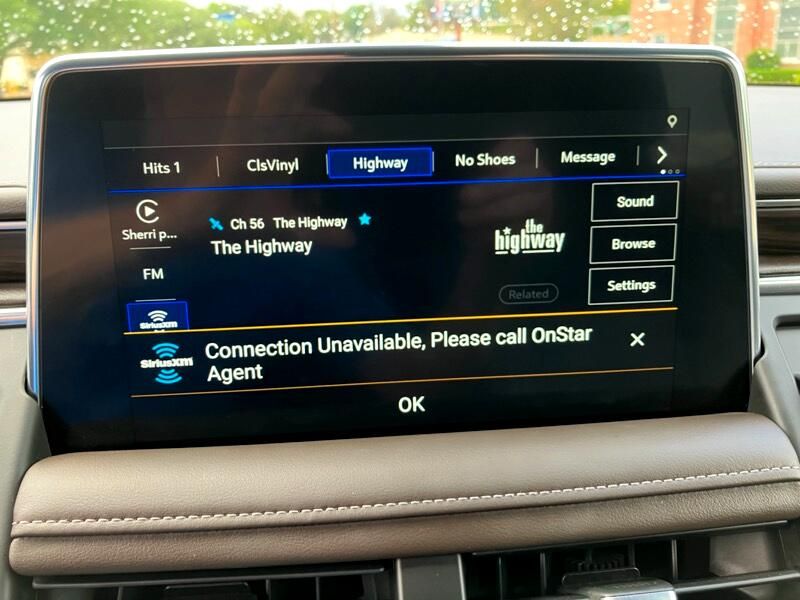 Hits 1
ClsVinyl
Highway
No Shoes
Message
Sherri p...
Ch 56 The Highway
The Highway
the
highway
Related
Sound
Browse
Settings
FM
SiriusXM
SiriusXM
Connection Unavailable, Please call OnStar
Agent
OK